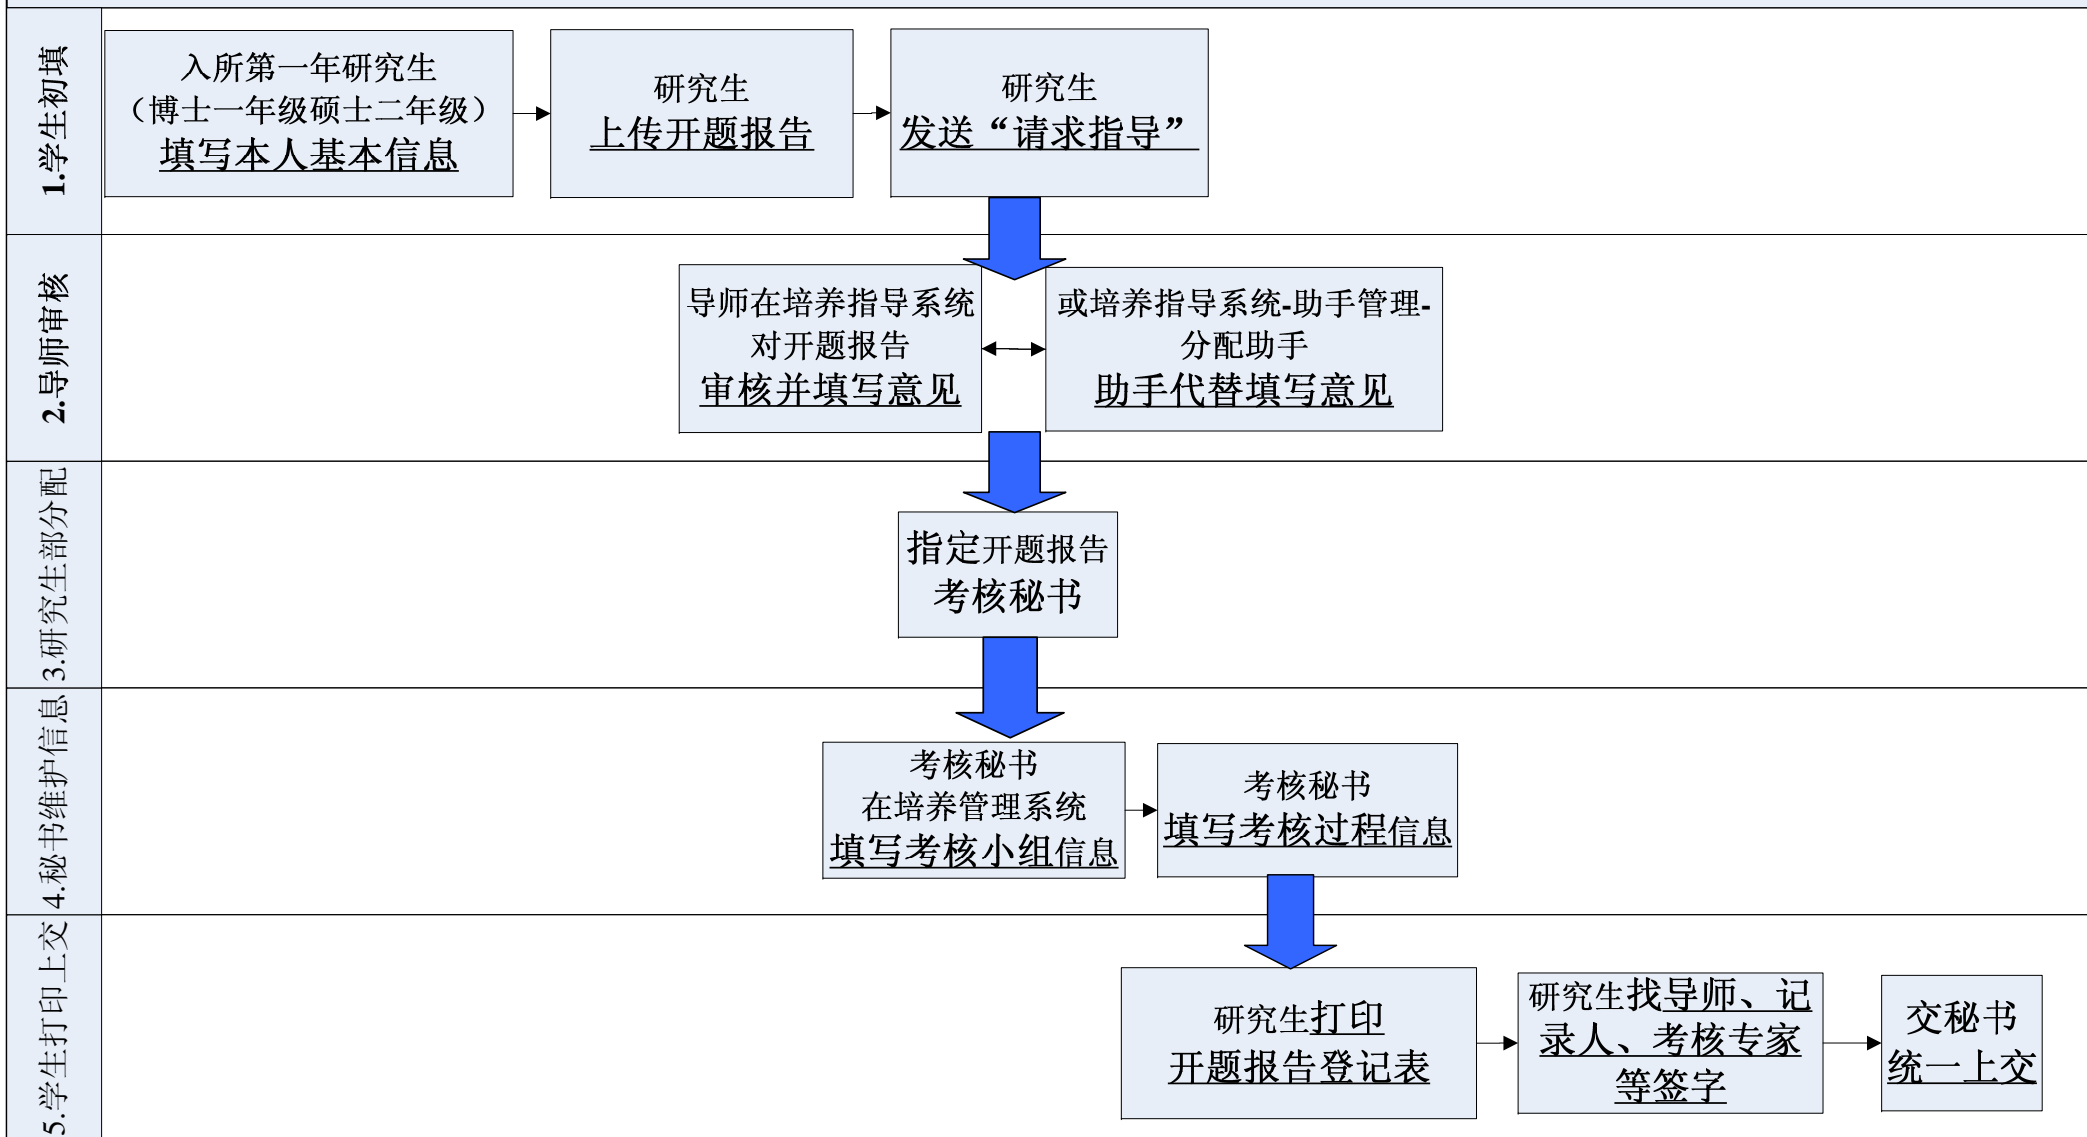 1.学生初填
入所第一年研究生
（博士一年级硕士二年级）
填写本人基本信息
研究生
上传开题报告
研究生
发送“请求指导”
2.导师审核
导师在培养指导系统
对开题报告
审核并填写意见
或培养指导系统-助手管理-
分配助手
助手代替填写意见
3.研究生部分配
指定开题报告
考核秘书
4.秘书维护信息
考核秘书
在培养管理系统
填写考核小组信息
考核秘书
填写考核过程信息
5.学生打印上交
研究生打印
开题报告登记表
研究生找导师、记
录人、考核专家
等签字
交秘书
统一上交